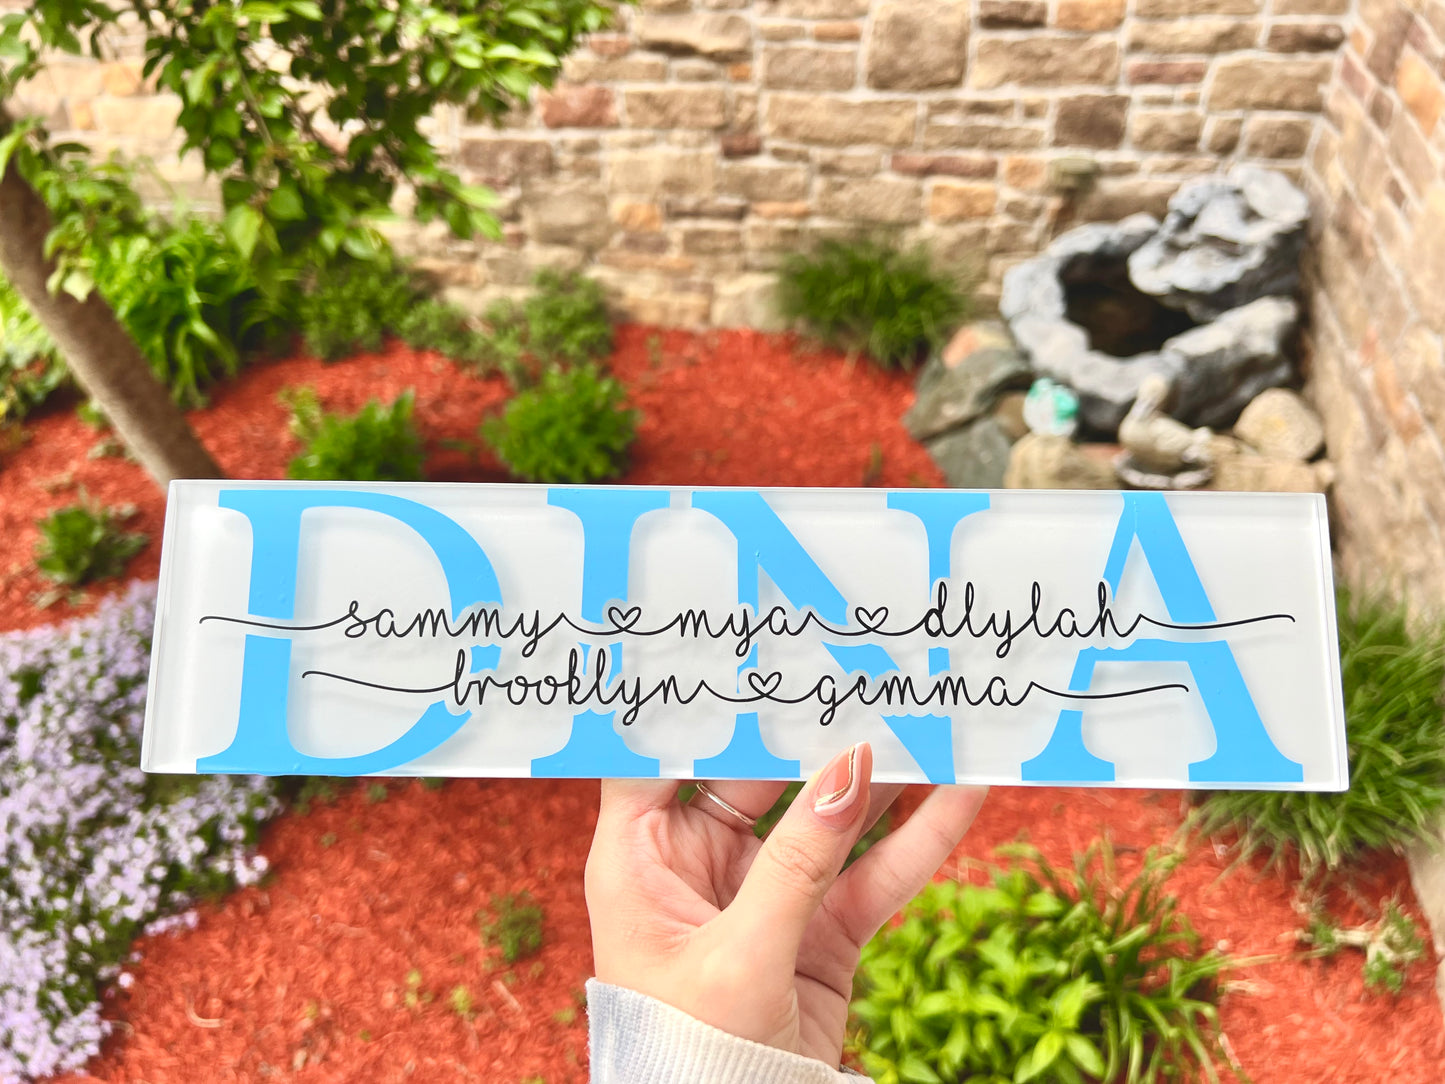 DINA
sammy ♡ mya ♡ dlylah
brooklyn ♡ gemma